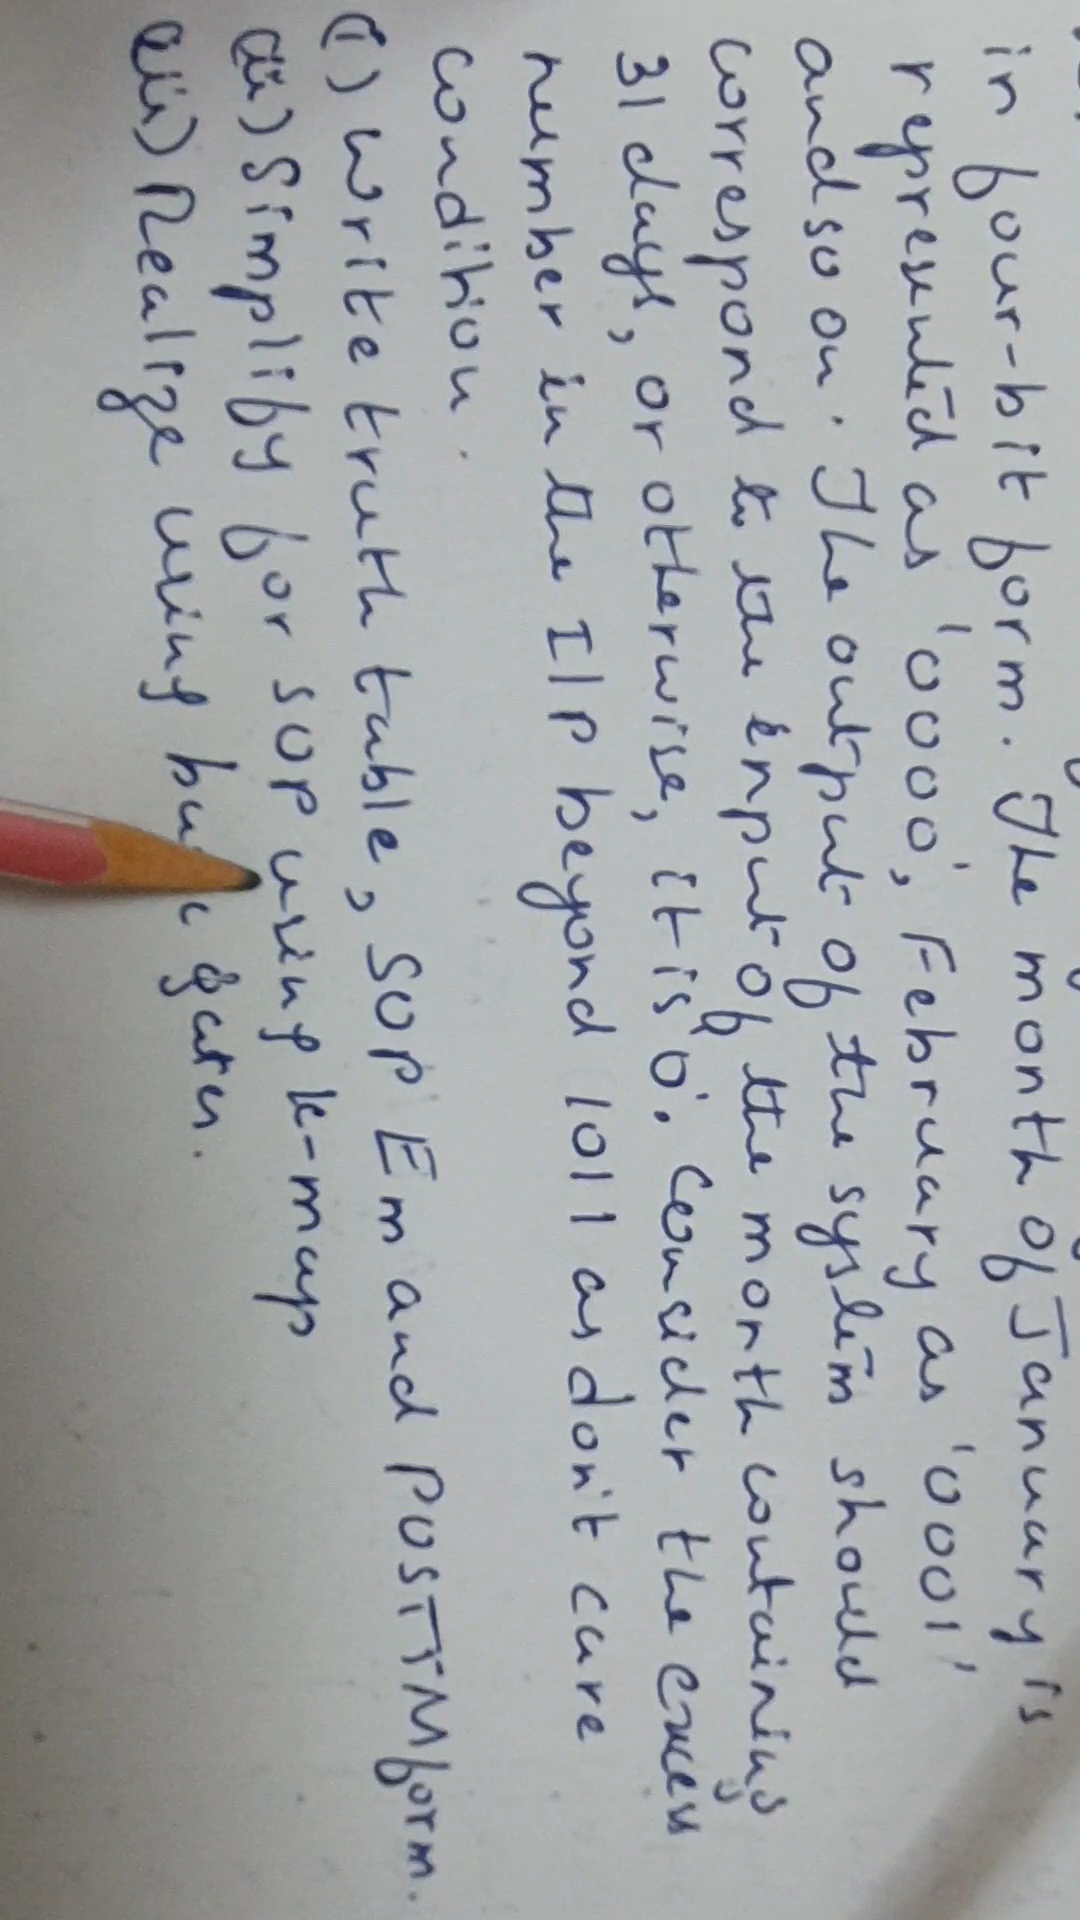 in four-bit form. The month of January is
represented as '0000', February as '0001'
and so on. The output of the system should
correspond to the input of the month containing
31 days, or otherwise, it is '0'. Consider the excess
number in the I/P beyond 1011 as don't care
condition.
(i) write truth table, SOP Em and POS πM form.
(ii) Simplify for SOP using k-map
(iii) Realize using basic gates.